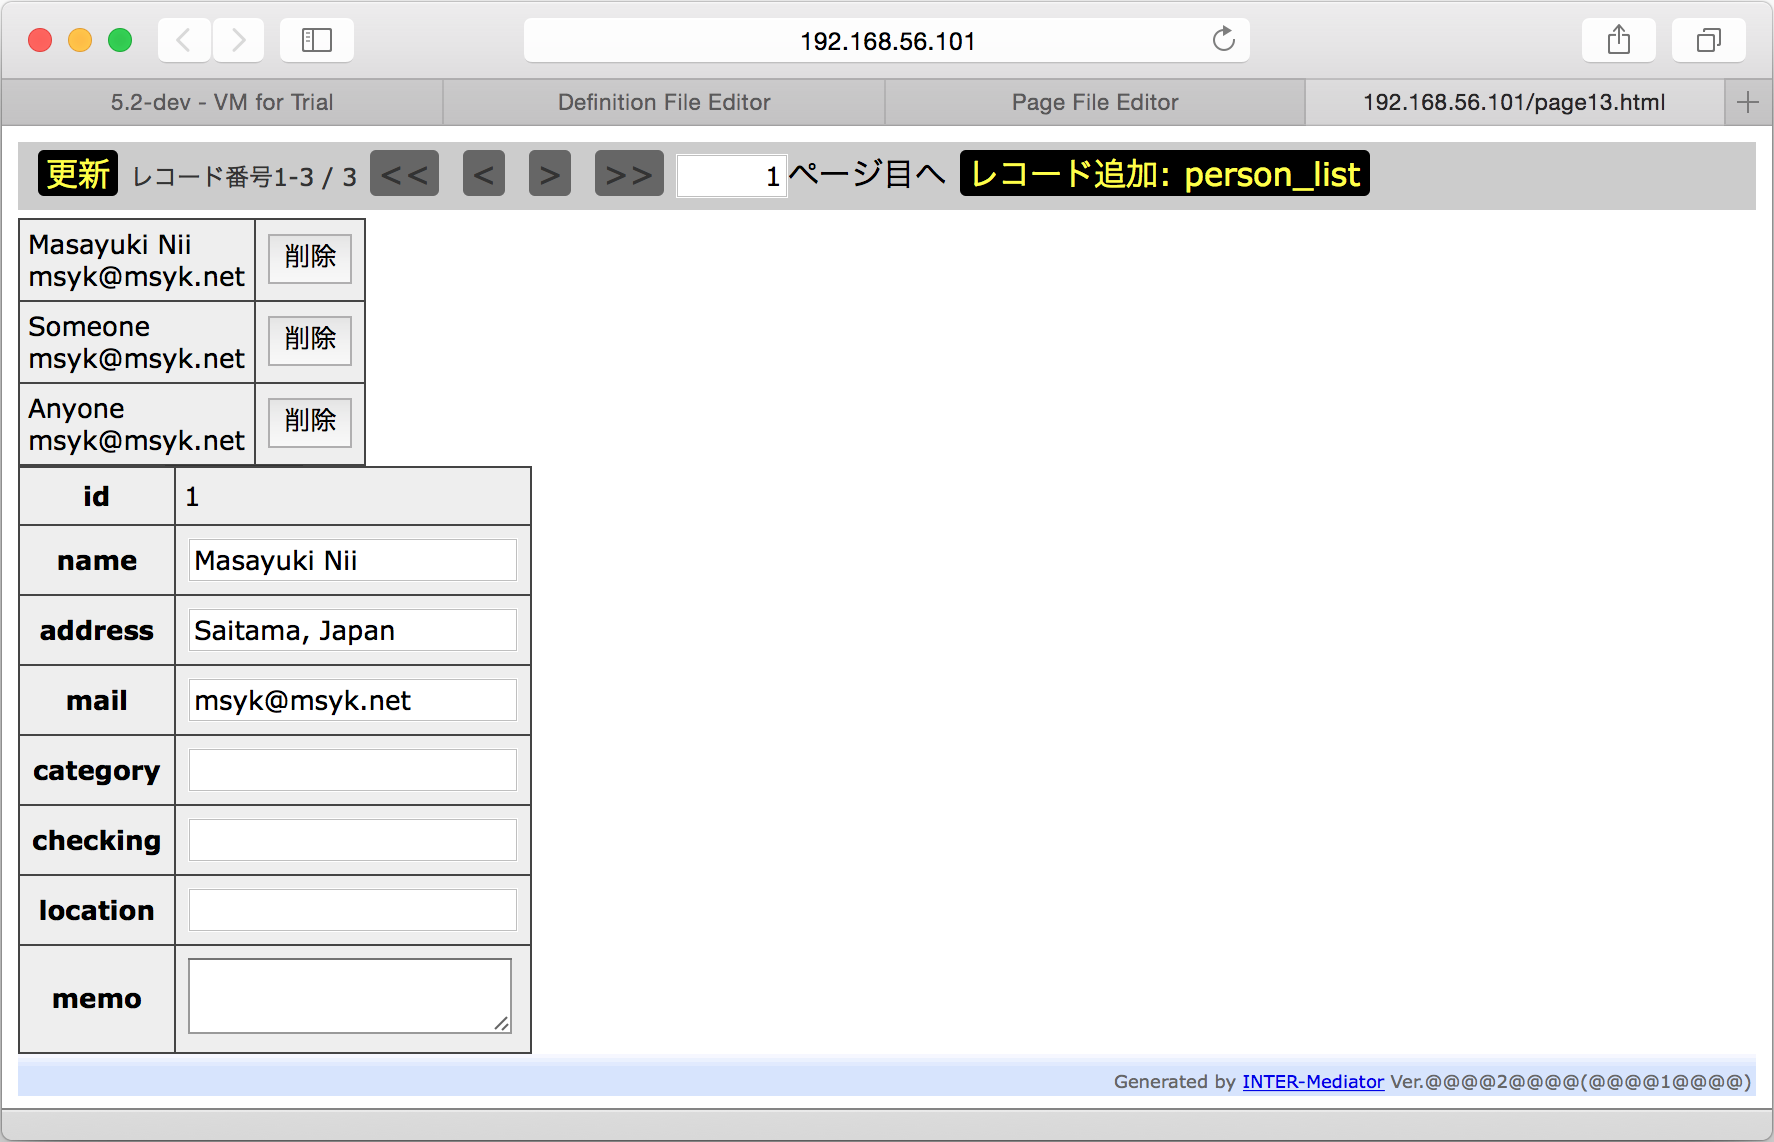 192.168.56.101
5.2-dev - VM for Trial
Definition File Editor
Page File Editor
192.168.56.101/page13.html
更新 レコード番号1-3 / 3 << < > >> 1 ページ目へ レコード追加: person_list
Masayuki Nii
msyk@msyk.net
削除
Someone
msyk@msyk.net
削除
Anyone
msyk@msyk.net
削除
id 1
name Masayuki Nii
address Saitama, Japan
mail msyk@msyk.net
category
checking
location
memo
Generated by INTER-Mediator Ver.@@@@2@@@@(@@@@1@@@@)